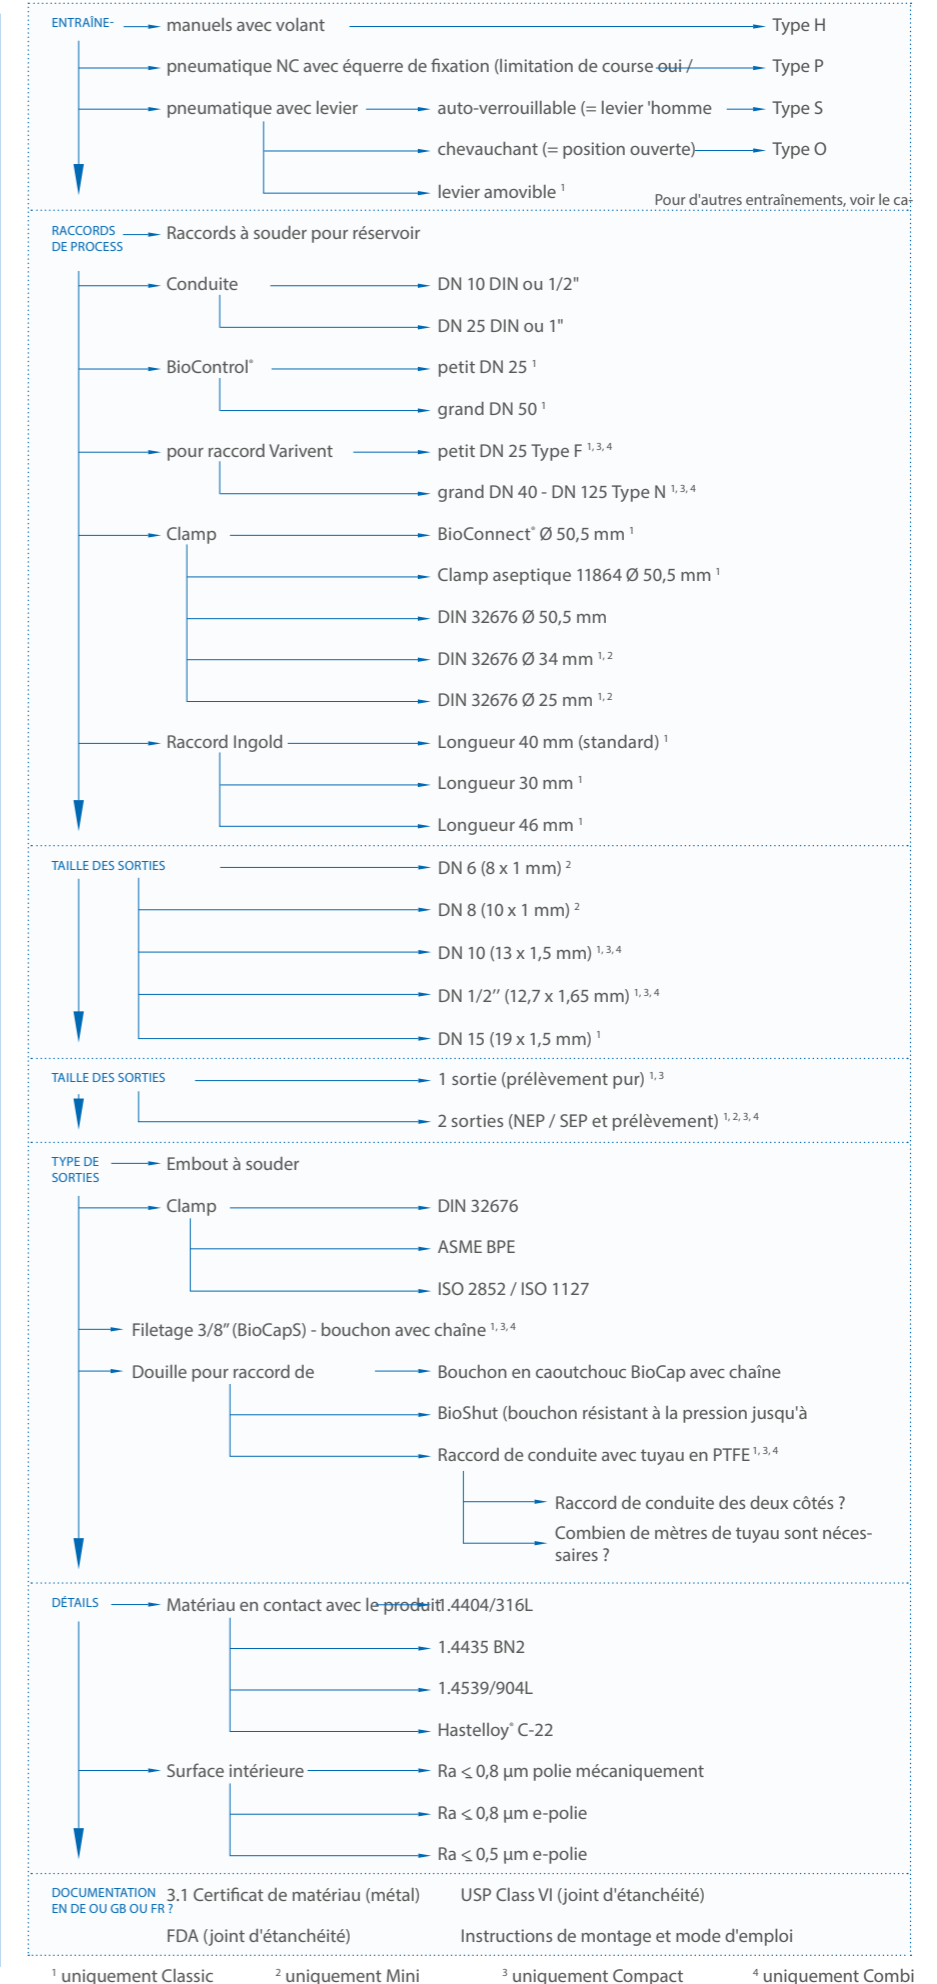 ENTRAÎNE- manuels avec volant Type H
pneumatique NC avec équerre de fixation (limitation de course oui / Type P
pneumatique avec levier auto-verrouillable (= levier 'homme Type S
chevauchant (= position ouverte) Type O
levier amovible ¹
Pour d'autres entraînements, voir le ca-
RACCORDS
DE PROCESS
Raccords à souder pour réservoir
Conduite DN 10 DIN ou 1/2"
DN 25 DIN ou 1"
BioControl® petit DN 25 ¹
grand DN 50 ¹
pour raccord Varivent petit DN 25 Type F ¹, ³, ⁴
grand DN 40 - DN 125 Type N ¹, ³, ⁴
Clamp BioConnect® Ø 50,5 mm ¹
Clamp aseptique 11864 Ø 50,5 mm ¹
DIN 32676 Ø 50,5 mm
DIN 32676 Ø 34 mm ¹, ²
DIN 32676 Ø 25 mm ¹, ²
Raccord Ingold Longueur 40 mm (standard) ¹
Longueur 30 mm ¹
Longueur 46 mm ¹
TAILLE DES SORTIES DN 6 (8 x 1 mm) ²
DN 8 (10 x 1 mm) ²
DN 10 (13 x 1,5 mm) ¹, ³, ⁴
DN 1/2’’ (12,7 x 1,65 mm) ¹, ³, ⁴
DN 15 (19 x 1,5 mm) ¹
TAILLE DES SORTIES 1 sortie (prélèvement pur) ¹, ³
2 sorties (NEP / SEP et prélèvement) ¹, ², ³, ⁴
TYPE DE
SORTIES
Embout à souder
Clamp DIN 32676
ASME BPE
ISO 2852 / ISO 1127
Filetage 3/8” (BioCapS) - bouchon avec chaîne ¹, ³, ⁴
Douille pour raccord de Bouchon en caoutchouc BioCap avec chaîne
BioShut (bouchon résistant à la pression jusqu'à
Raccord de conduite avec tuyau en PTFE ¹, ³, ⁴
Raccord de conduite des deux côtés ?
Combien de mètres de tuyau sont néces-
saires ?
DÉTAILS Matériau en contact avec le produit 1.4404/316L
1.4435 BN2
1.4539/904L
Hastelloy® C-22
Surface intérieure Ra ≤ 0,8 µm polie mécaniquement
Ra ≤ 0,8 µm e-polie
Ra ≤ 0,5 µm e-polie
DOCUMENTATION
EN DE OU GB OU FR ?
3.1 Certificat de matériau (métal) USP Class VI (joint d'étanchéité)
FDA (joint d'étanchéité) Instructions de montage et mode d'emploi
¹ uniquement Classic ² uniquement Mini ³ uniquement Compact ⁴ uniquement Combi